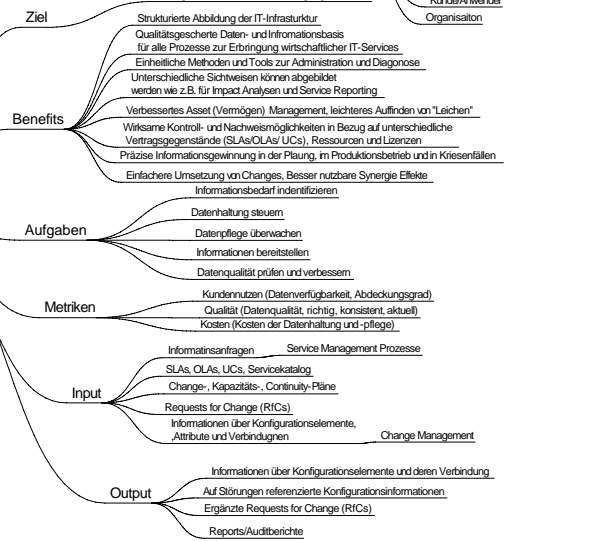 Kunde/Anwender
Ziel
Organisaiton
Benefits
Strukturierte Abbildung der IT-Infrasturktur
Qualitätsgescherte Daten- und Infromationsbasis
für alle Prozesse zur Erbringung wirtschaftlicher IT-Services
Einheitliche Methoden und Tools zur Administration und Diagonose
Unterschiedliche Sichtweisen können abgebildet
werden wie z.B. für Impact Analysen und Service Reporting
Verbessertes Asset (Vermögen) Management, leichteres Auffinden von "Leichen"
Wirksame Kontroll- und Nachweismöglichkeiten in Bezug auf unterschiedliche
Vertragsgegenstände (SLAs/OLAs/ UCs), Ressourcen und Lizenzen
Präzise Informationsgewinnung in der Plaung, im Produktionsbetrieb und in Kriesenfällen
Einfachere Umsetzung von Changes, Besser nutzbare Synergie Effekte
Aufgaben
Informationsbedarf indentifizieren
Datenhaltung steuern
Datenpflege überwachen
Informationen bereitstellen
Datenqualität prüfen und verbessern
Metriken
Kundennutzen (Datenverfügbarkeit, Abdeckungsgrad)
Qualität (Datenqualität, richtig, konsistent, aktuell)
Kosten (Kosten der Datenhaltung und -pflege)
Input
Informatinsanfragen
Service Management Prozesse
SLAs, OLAs, UCs, Servicekatalog
Change-, Kapazitäts-, Continuity-Pläne
Requests for Change (RfCs)
Informationen über Konfigurationselemente,
,Attribute und Verbindugnen
Change Management
Output
Informationen über Konfigurationselemente und deren Verbindung
Auf Störungen referenzierte Konfigurationsinformationen
Ergänzte Requests for Change (RfCs)
Reports/Auditberichte